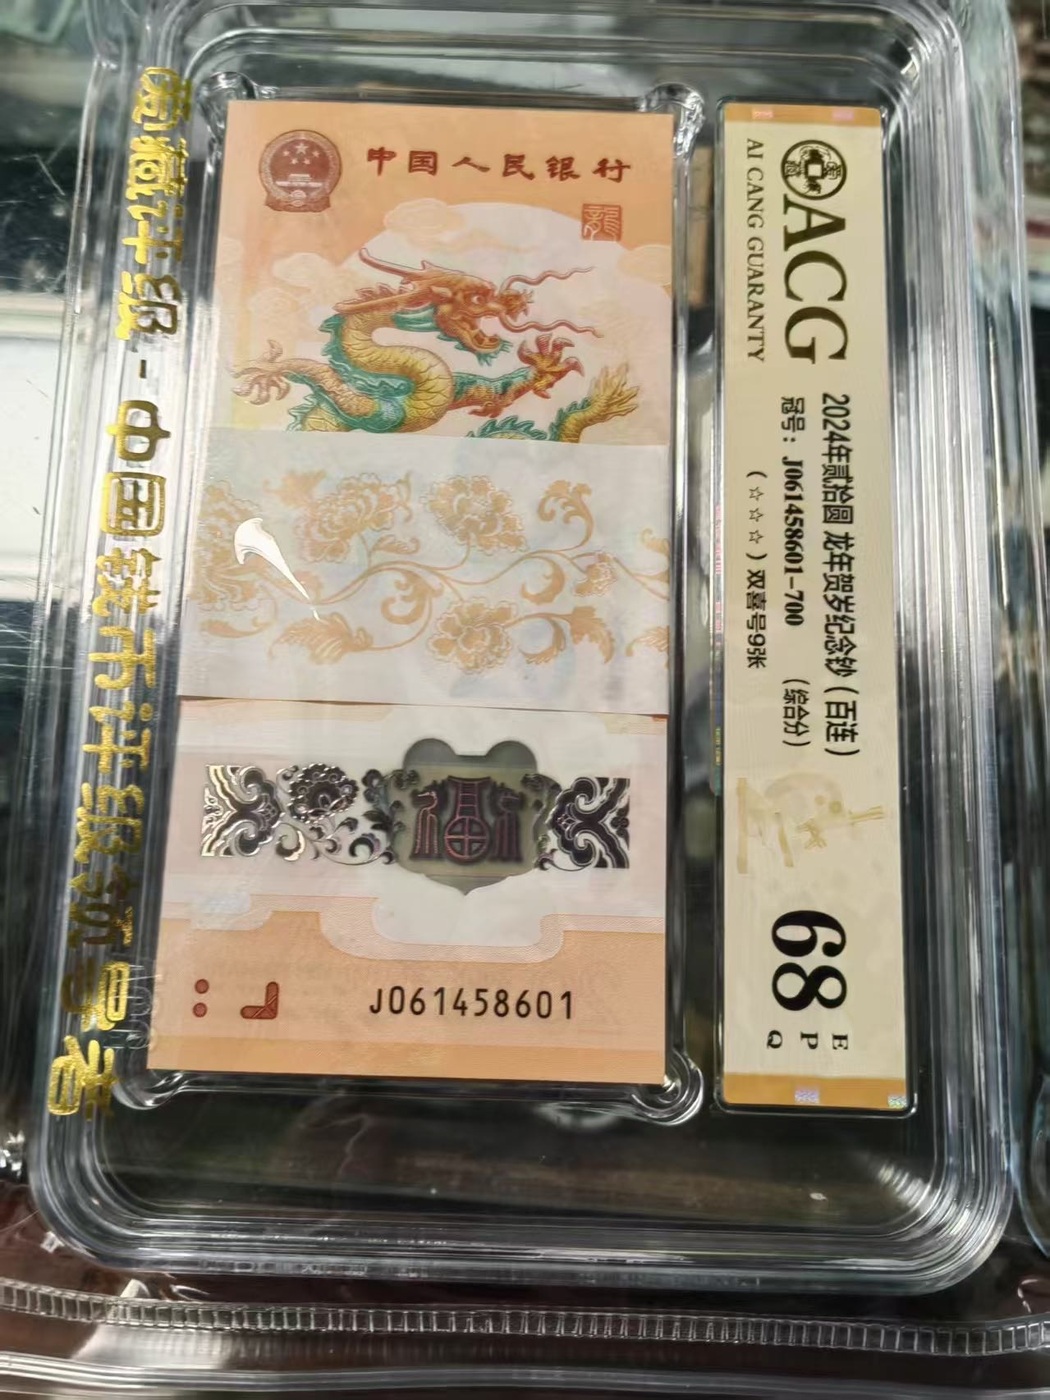 爱藏评级-中国钱币评级领导者
中国人民银行
龍
J061458601
ACG
AI CANG GUARANTY
2024年贰拾圆 龙年贺岁纪念钞（百连）
冠号：J061458601-700 （综合分）
（☆☆☆☆）双喜号9张
68
E
P
Q